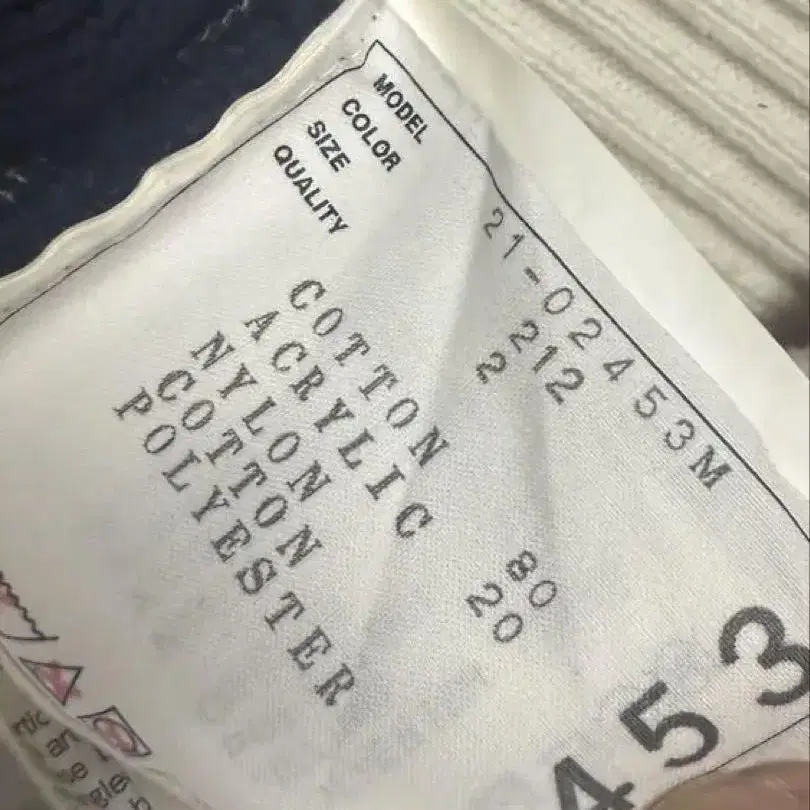 MODEL 21-02453M
COLOR 212
SIZE 2
QUALITY
COTTON 80
ACRYLIC 20
NYLON
COTTON
POLYESTER
453